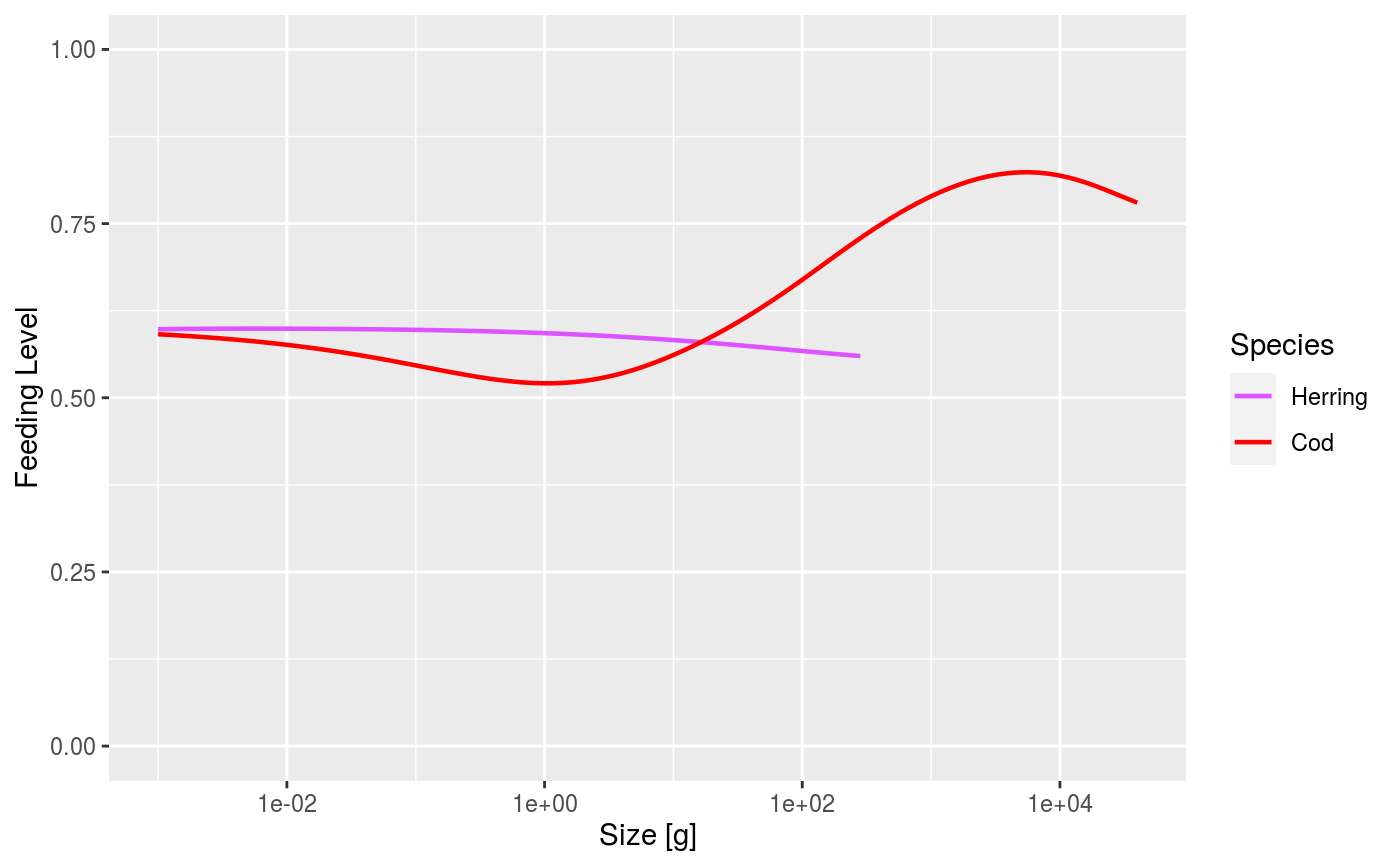 1.00
0.75
0.50
0.25
0.00
Feeding Level
1e-02
1e+00
1e+02
1e+04
Size [g]
Species
Herring
Cod